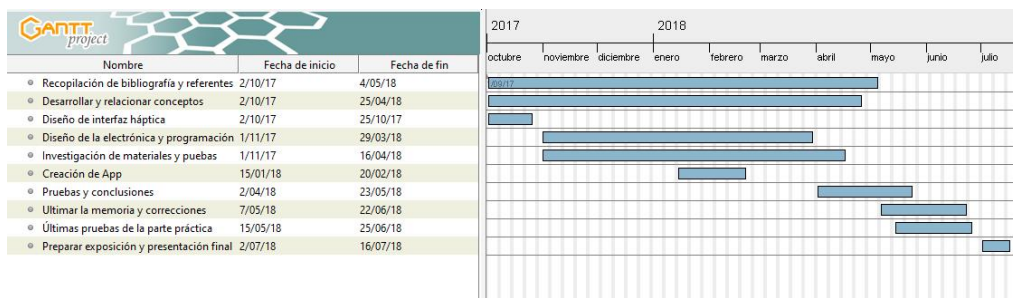 GANTT
project
2017 2018
octubre noviembre diciembre enero febrero marzo abril mayo junio julio
Nombre Fecha de inicio Fecha de fin
Recopilación de bibliografía y referentes 2/10/17 4/05/18
/09/17
Desarrollar y relacionar conceptos 2/10/17 25/04/18
Diseño de interfaz háptica 2/10/17 25/10/17
Diseño de la electrónica y programación 1/11/17 29/03/18
Investigación de materiales y puebas 1/11/17 16/04/18
Creación de App 15/01/18 20/02/18
Pruebas y conclusiones 2/04/18 23/05/18
Ultimar la memoria y correcciones 7/05/18 22/06/18
Últimas pruebas de la parte práctica 15/05/18 25/06/18
Preparar exposición y presentación final 2/07/18 16/07/18